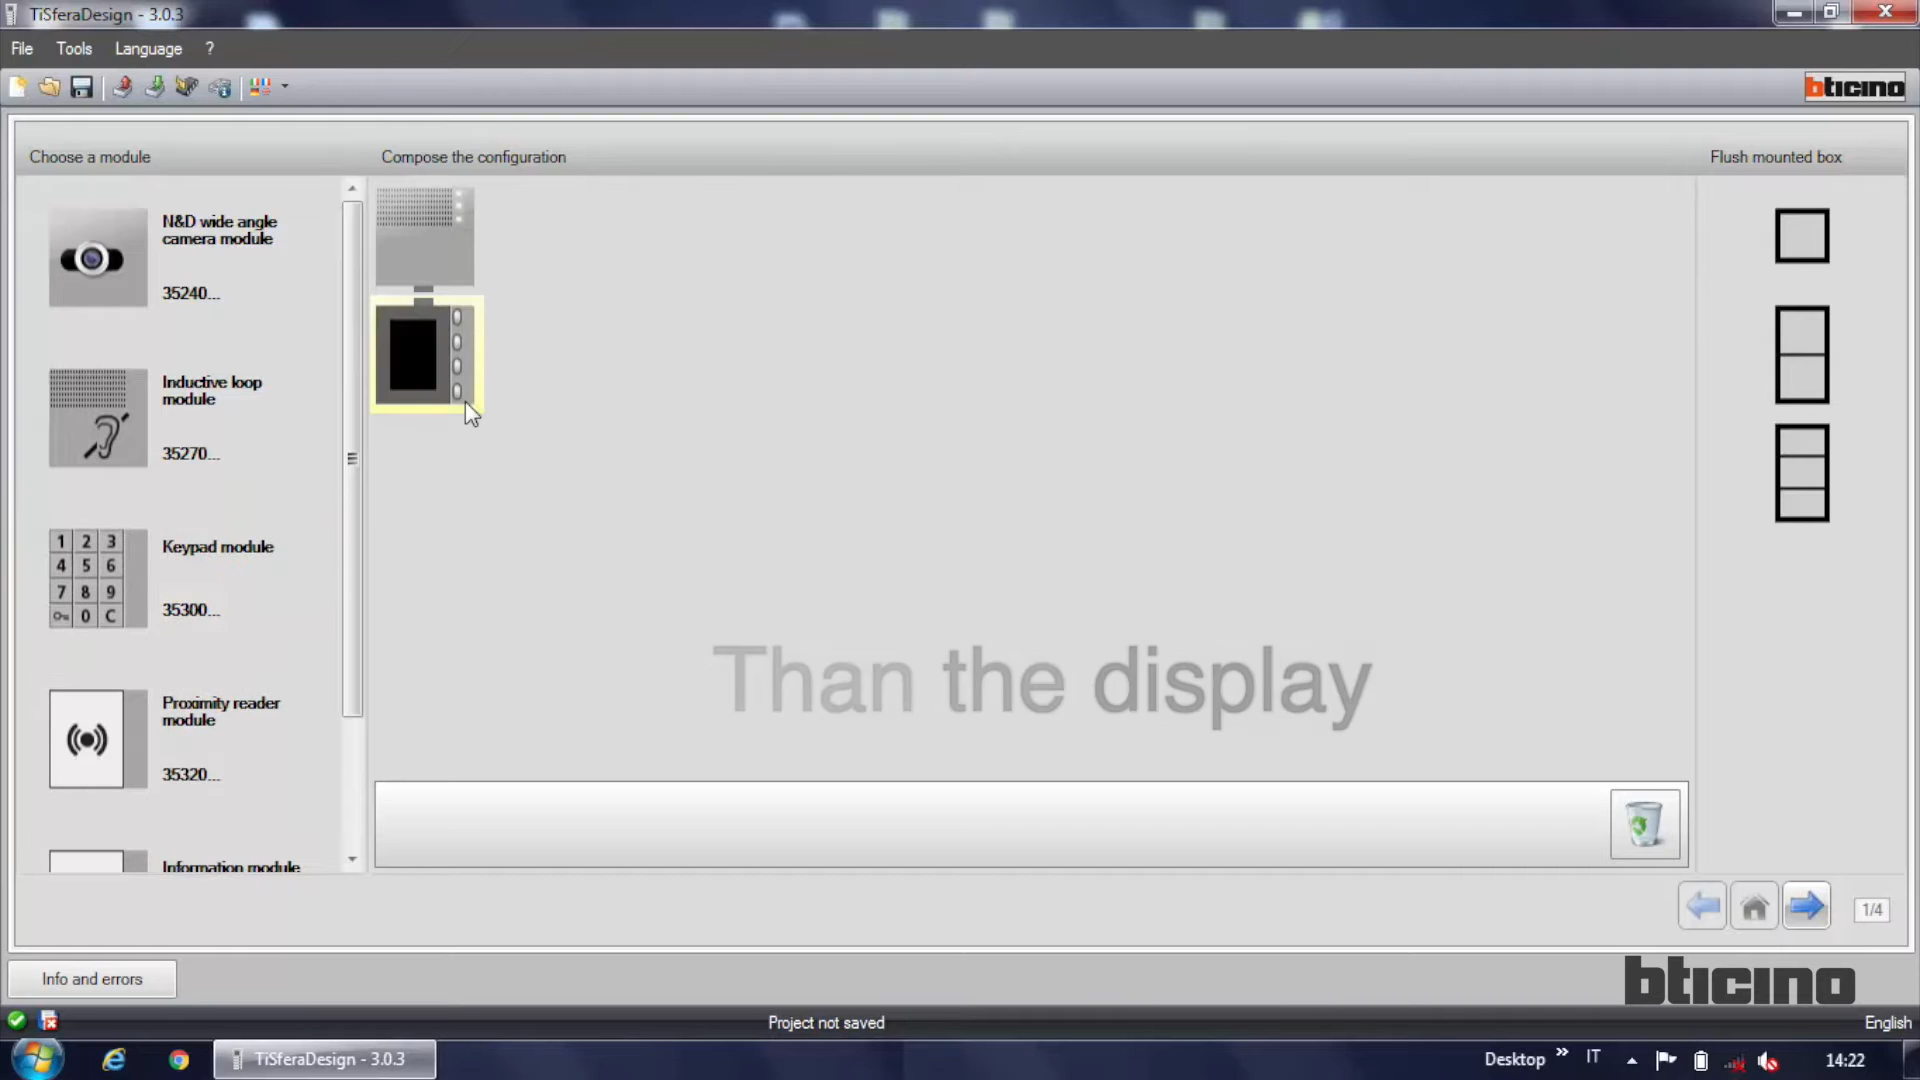 TiSferaDesign - 3.0.3
File Tools Language ?
bticino
Choose a module
Compose the configuration
Flush mounted box
N&D wide angle
camera module
35240...
Inductive loop
module
35270...
Keypad module
35300...
1 2 3
4 5 6
7 8 9
0 C
Proximity reader
module
35320...
Information module
Than the display
1/4
Info and errors
bticino
Project not saved
English
TiSferaDesign - 3.0.3
Desktop » IT 14:22